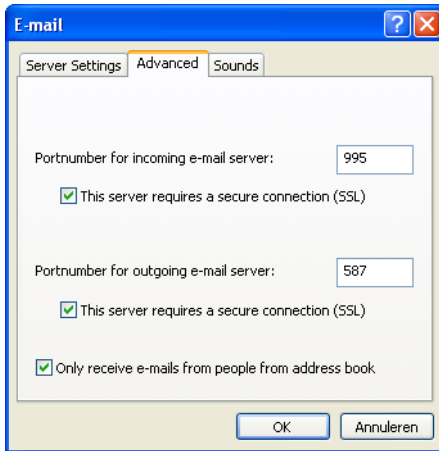 E-mail
Server Settings Advanced Sounds
Portnumber for incoming e-mail server: 995
This server requires a secure connection (SSL)
Portnumber for outgoing e-mail server: 587
This server requires a secure connection (SSL)
Only receive e-mails from people from address book
OK Annuleren